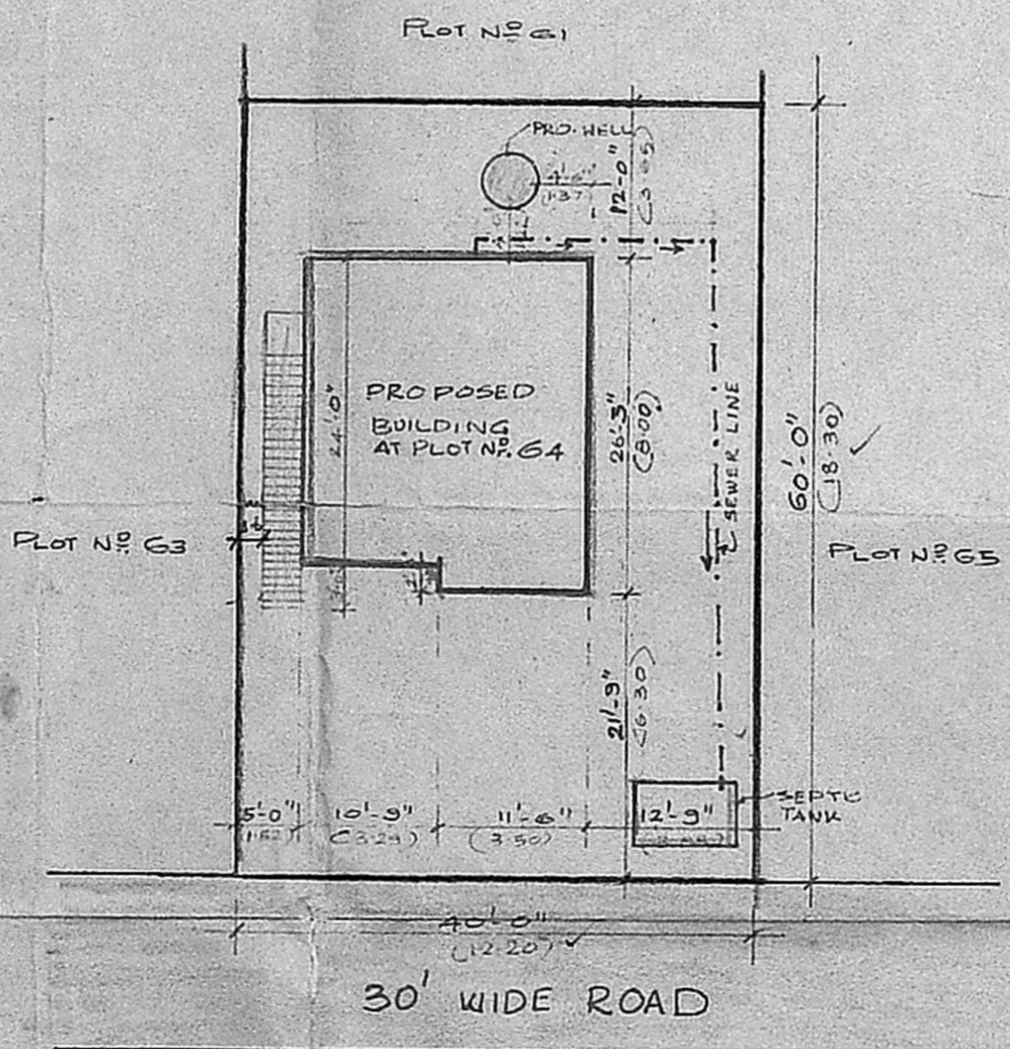 PLOT Nº 61
PRO. WELL
4'-6"
(1.37)
12'-0"
(3.65)
PROPOSED
BUILDING
AT PLOT Nº. 64
24'-0"
26'-3"
(8.00)
SEWER LINE
60'-0"
(18.30)
PLOT Nº. 63
PLOT Nº 65
21'-9"
(6.30)
5'-0"
(1.52)
10'-9"
(3.29)
11'-6"
(3.50)
12'-9"
SEPTIC
TANK
40'-0"
(12.20)
30' WIDE ROAD